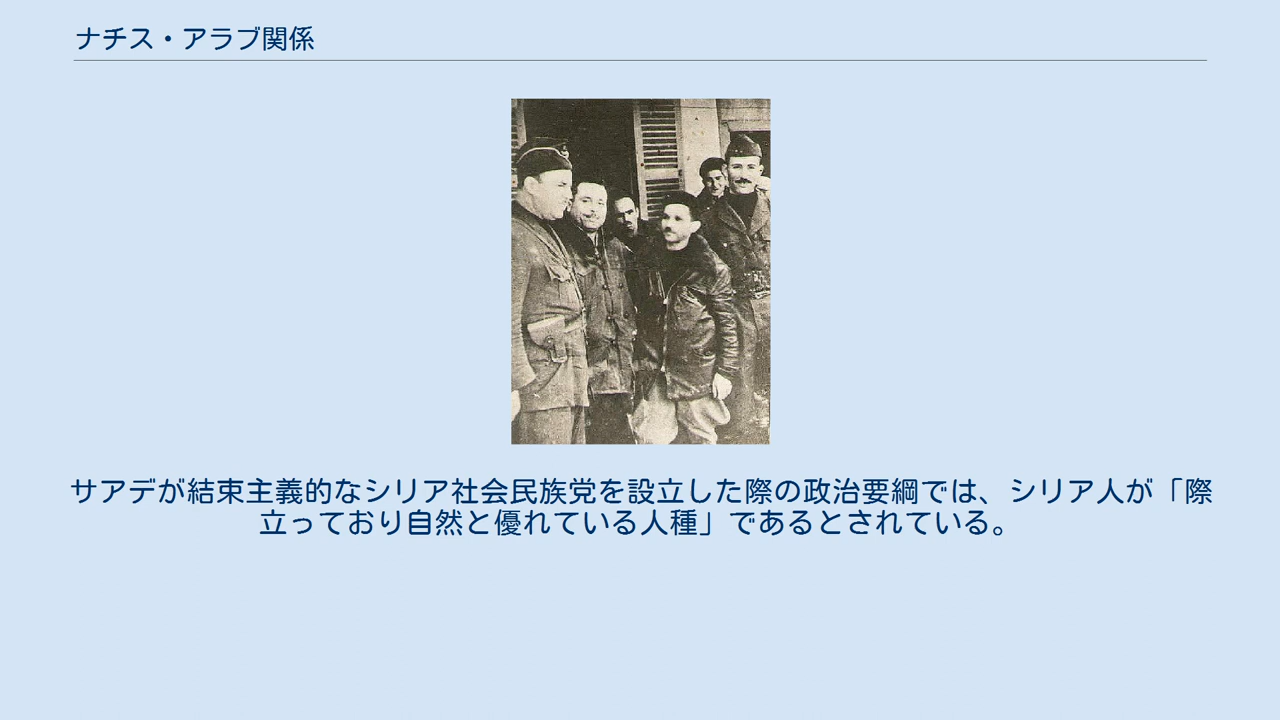 ナチス・アラブ関係
サアデが結束主義的なシリア社会民族党を設立した際の政治要綱では、シリア人が「際
立っており自然と優れている人種」であるとされている。